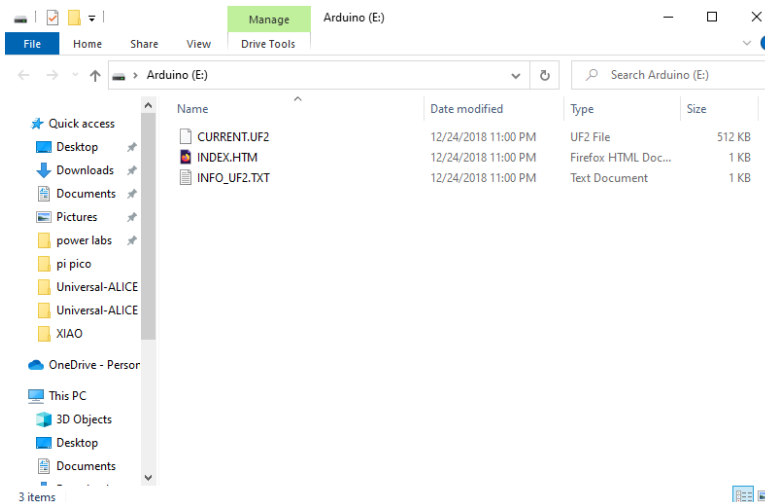 Manage Arduino (E:)
File Home Share View Drive Tools
Arduino (E:) Search Arduino (E:)
Name Date modified Type Size
Quick access
Desktop
Downloads
Documents
Pictures
power labs
pi pico
Universal-ALICE
Universal-ALICE
XIAO
OneDrive - Person
This PC
3D Objects
Desktop
Documents
CURRENT.UF2 12/24/2018 11:00 PM UF2 File 512 KB
INDEX.HTM 12/24/2018 11:00 PM Firefox HTML Doc... 1 KB
INFO_UF2.TXT 12/24/2018 11:00 PM Text Document 1 KB
3 items